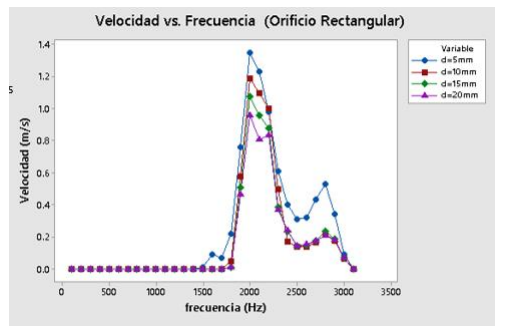 Velocidad vs. Frecuencia (Orificio Rectangular)
s
Variable
d=5mm
d=10mm
d=15mm
d=20mm
Velocidad (m/s)
1.4
1.2
1.0
0.8
0.6
0.4
0.2
0.0
0 500 1000 1500 2000 2500 3000 3500
frecuencia (Hz)